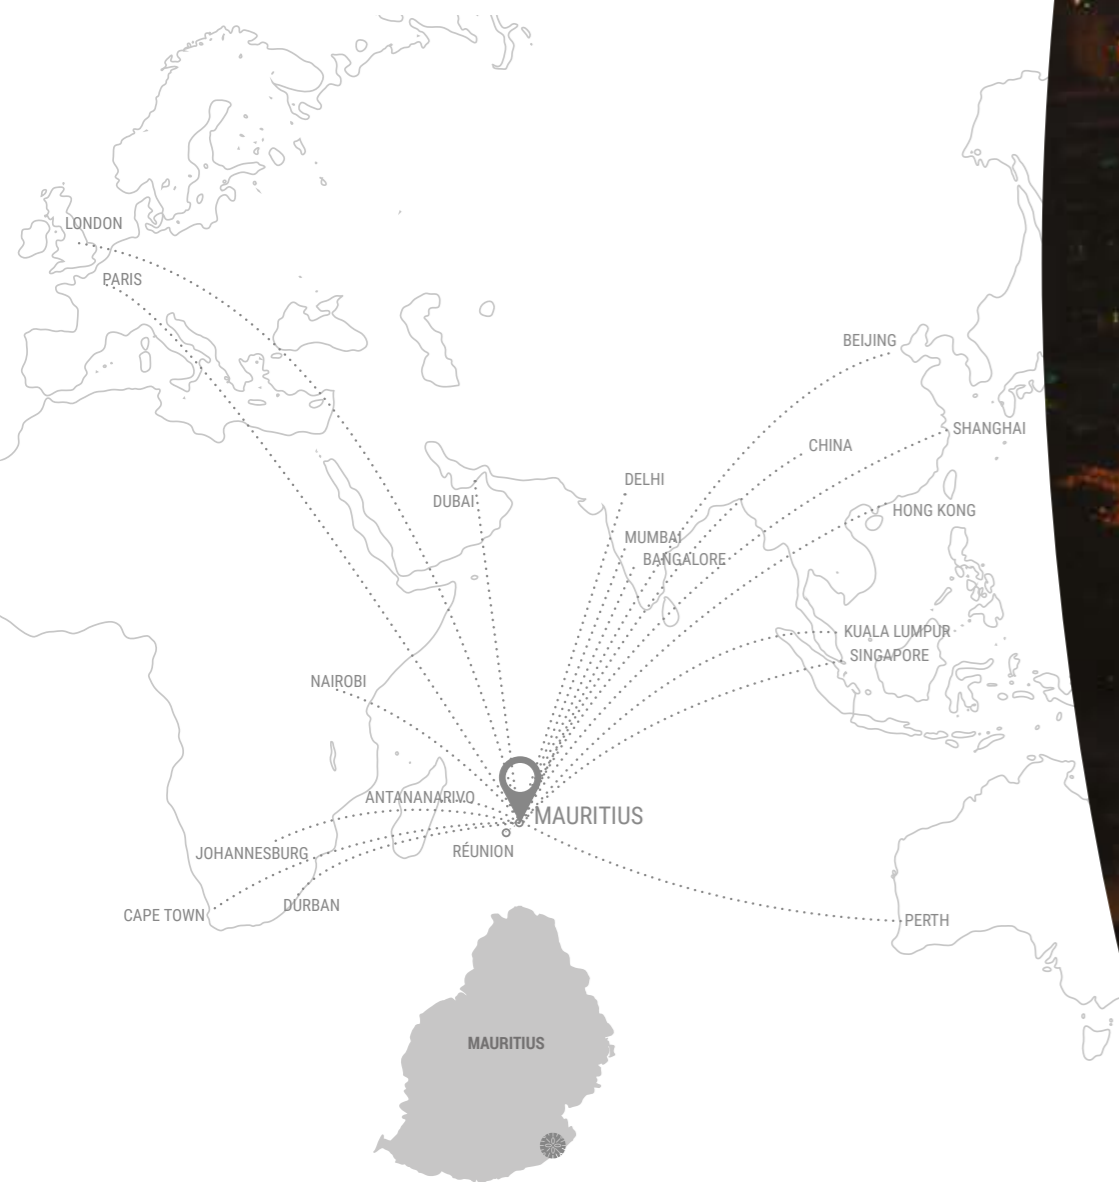 LONDON
PARIS
BEIJING
SHANGHAI
CHINA
DELHI
DUBAI
HONG KONG
MUMBAI
BANGALORE
KUALA LUMPUR
SINGAPORE
NAIROBI
ANTANANARIVO
MAURITIUS
RÉUNION
JOHANNESBURG
DURBAN
CAPE TOWN
PERTH
MAURITIUS